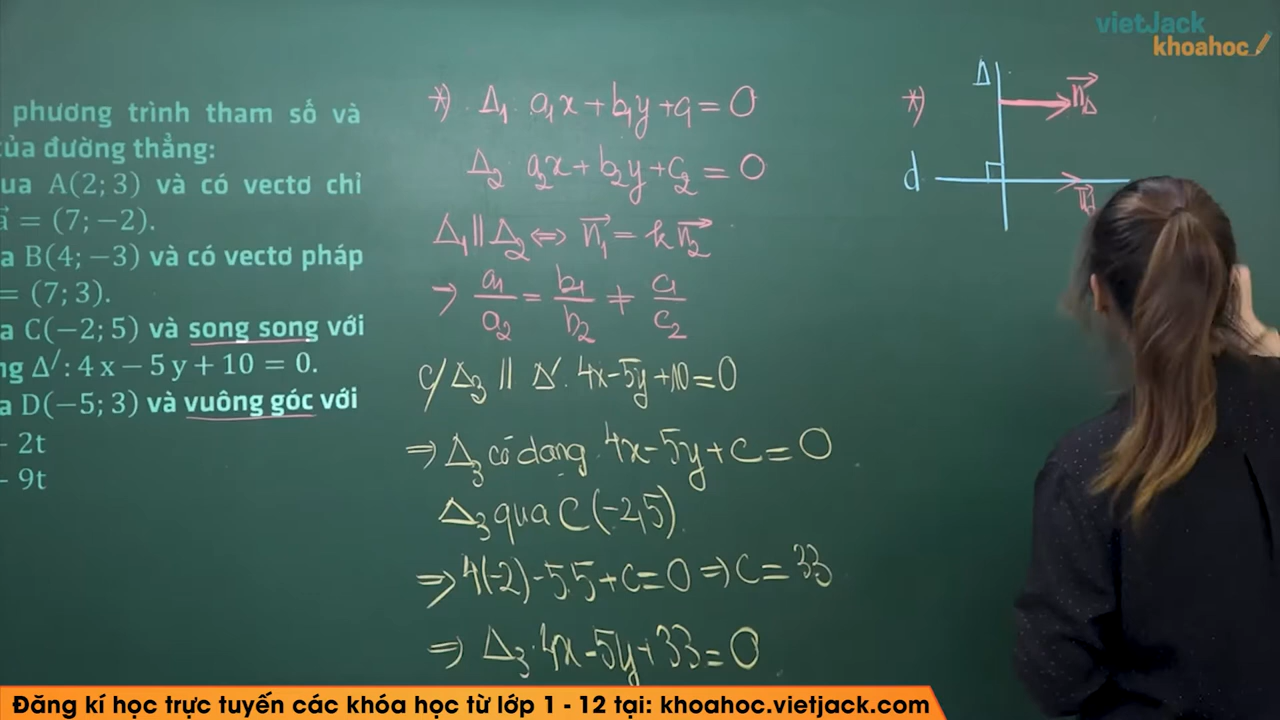 vietJack
khoahoc
phương trình tham số và
của đường thẳng:
qua A(2; 3) và có vectơ chỉ
a⃗ = (7; −2).
a B(4; −3) và có vectơ pháp
= (7; 3).
a C(−2; 5) và song song với
ng Δ′: 4 x − 5 y + 10 = 0.
a D(−5; 3) và vuông góc với
- 2t
- 9t
*) Δ₁: a₁x + b₁y + c₁ = 0
Δ₂: a₂x + b₂y + c₂ = 0
Δ₁ // Δ₂ ⇔ n₁⃗ = k n₂⃗
→ a₁/a₂ = b₁/b₂ ≠ c₁/c₂
c/ Δ₃ // Δ′: 4x − 5y + 10 = 0
⇒ Δ₃ có dạng: 4x − 5y + c = 0
Δ₃ qua C(−2; 5)
⇒ 4(−2) − 5.5 + c = 0 ⇒ c = 33
⇒ Δ₃: 4x − 5y + 33 = 0
*)
Δ
n⃗Δ
d
Đăng kí học trực tuyến các khóa học từ lớp 1 - 12 tại: khoahoc.vietjack.com